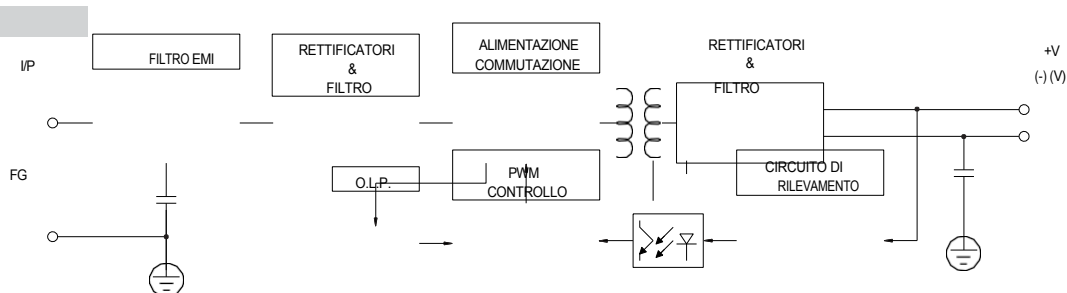 I/P
FILTRO EMI
RETTIFICATORI
&
FILTRO
ALIMENTAZIONE
COMMUTAZIONE
RETTIFICATORI
&
FILTRO
+V
(-) (V)
FG
O.L.P.
PWM
CONTROLLO
CIRCUITO DI
RILEVAMENTO